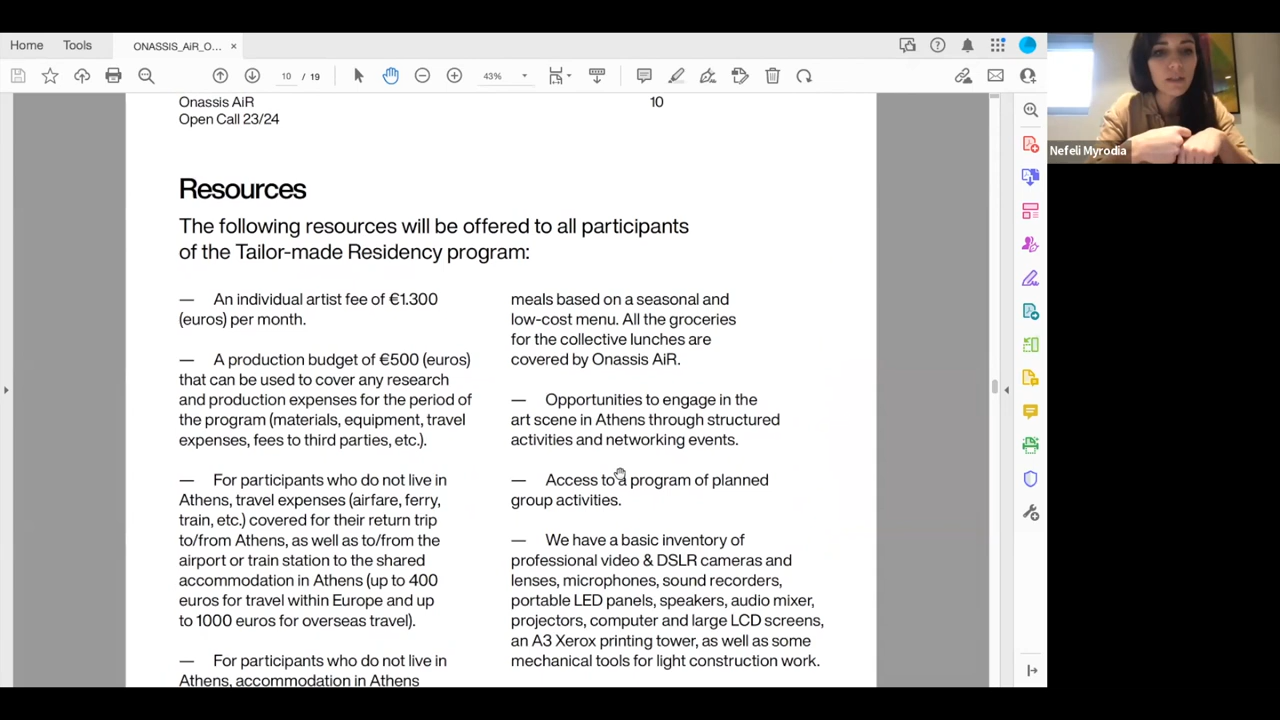 Home
Tools
ONASSIS_AiR_O...
×
10 / 19
43%
Onassis AiR
Open Call 23/24
10
Resources
The following resources will be offered to all participants
of the Tailor-made Residency program:
— An individual artist fee of €1.300
(euros) per month.
— A production budget of €500 (euros)
that can be used to cover any research
and production expenses for the period of
the program (materials, equipment, travel
expenses, fees to third parties, etc.).
— For participants who do not live in
Athens, travel expenses (airfare, ferry,
train, etc.) covered for their return trip
to/from Athens, as well as to/from the
airport or train station to the shared
accommodation in Athens (up to 400
euros for travel within Europe and up
to 1000 euros for overseas travel).
— For participants who do not live in
Athens, accommodation in Athens
meals based on a seasonal and
low-cost menu. All the groceries
for the collective lunches are
covered by Onassis AiR.
— Opportunities to engage in the
art scene in Athens through structured
activities and networking events.
— Access to a program of planned
group activities.
— We have a basic inventory of
professional video & DSLR cameras and
lenses, microphones, sound recorders,
portable LED panels, speakers, audio mixer,
projectors, computer and large LCD screens,
an A3 Xerox printing tower, as well as some
mechanical tools for light construction work.
Nefeli Myrodia